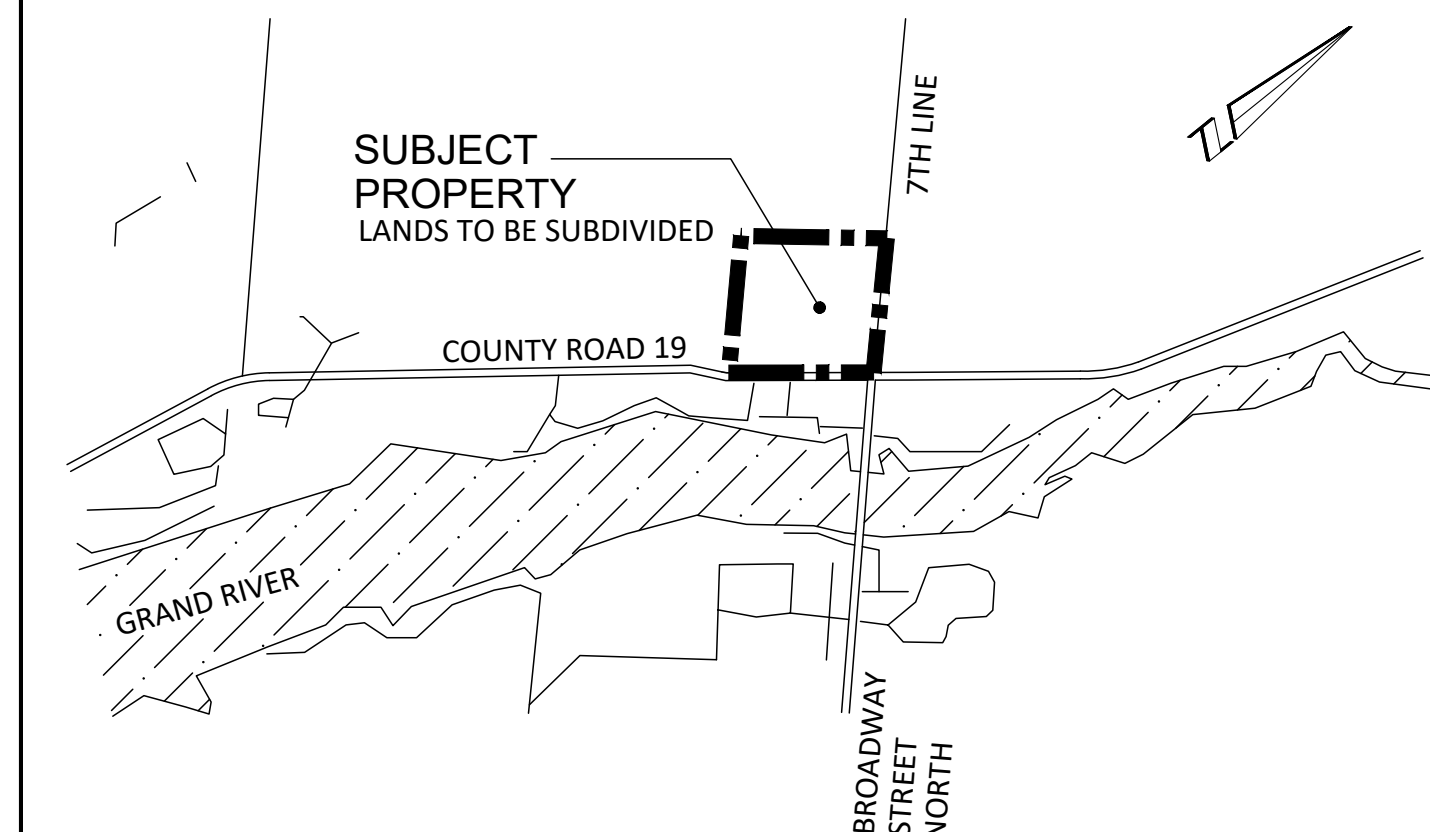 SUBJECT
PROPERTY
LANDS TO BE SUBDIVIDED
7TH LINE
COUNTY ROAD 19
GRAND RIVER
BROADWAY
STREET
NORTH
N